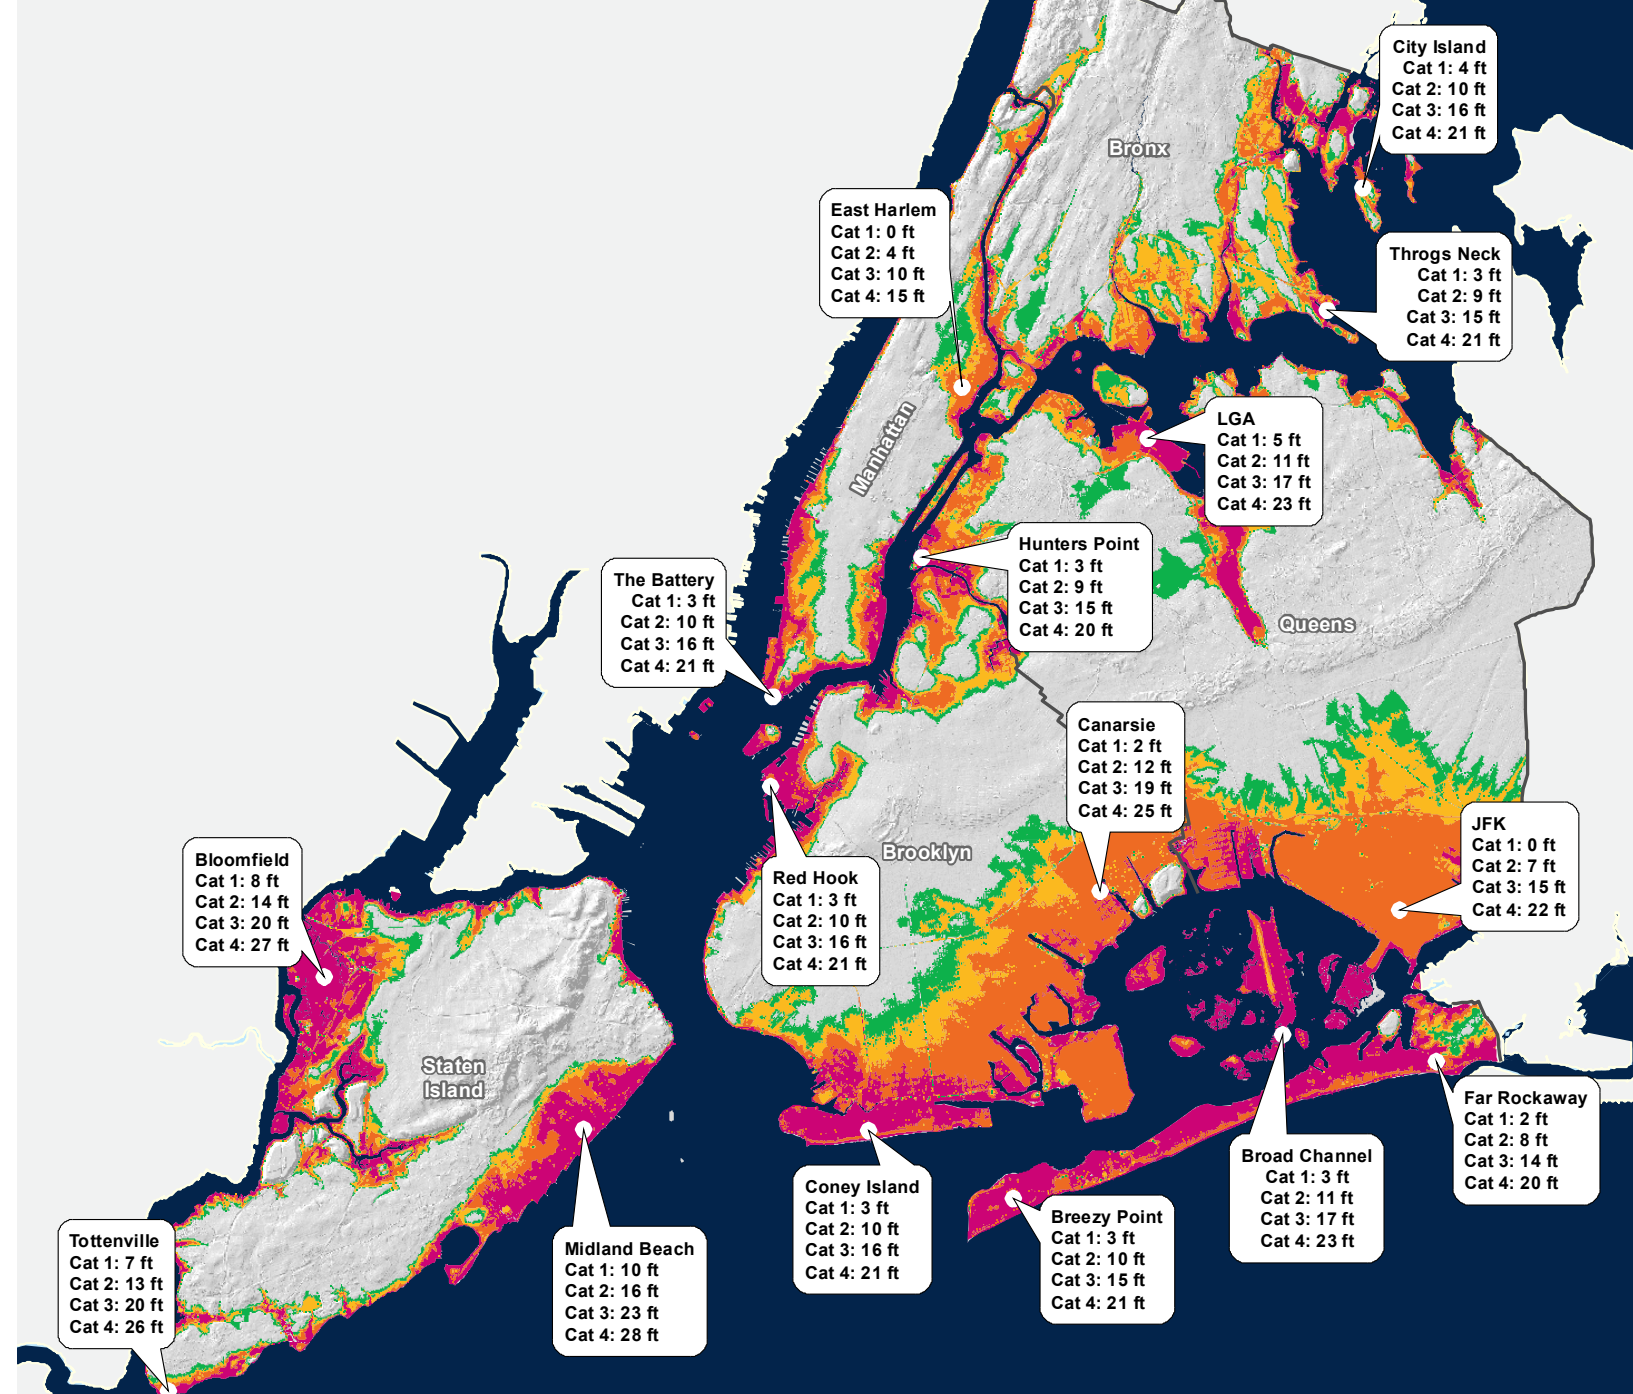 City Island
Cat 1: 4 ft
Cat 2: 10 ft
Cat 3: 16 ft
Cat 4: 21 ft
Bronx
East Harlem
Cat 1: 0 ft
Cat 2: 4 ft
Cat 3: 10 ft
Cat 4: 15 ft
Throgs Neck
Cat 1: 3 ft
Cat 2: 9 ft
Cat 3: 15 ft
Cat 4: 21 ft
Manhattan
LGA
Cat 1: 5 ft
Cat 2: 11 ft
Cat 3: 17 ft
Cat 4: 23 ft
Hunters Point
Cat 1: 3 ft
Cat 2: 9 ft
Cat 3: 15 ft
Cat 4: 20 ft
The Battery
Cat 1: 3 ft
Cat 2: 10 ft
Cat 3: 16 ft
Cat 4: 21 ft
Queens
Canarsie
Cat 1: 2 ft
Cat 2: 12 ft
Cat 3: 19 ft
Cat 4: 25 ft
JFK
Cat 1: 0 ft
Cat 2: 7 ft
Cat 3: 15 ft
Cat 4: 22 ft
Brooklyn
Bloomfield
Cat 1: 8 ft
Cat 2: 14 ft
Cat 3: 20 ft
Cat 4: 27 ft
Red Hook
Cat 1: 3 ft
Cat 2: 10 ft
Cat 3: 16 ft
Cat 4: 21 ft
Staten
Island
Far Rockaway
Cat 1: 2 ft
Cat 2: 8 ft
Cat 3: 14 ft
Cat 4: 20 ft
Broad Channel
Cat 1: 3 ft
Cat 2: 11 ft
Cat 3: 17 ft
Cat 4: 23 ft
Coney Island
Cat 1: 3 ft
Cat 2: 10 ft
Cat 3: 16 ft
Cat 4: 21 ft
Breezy Point
Cat 1: 3 ft
Cat 2: 10 ft
Cat 3: 15 ft
Cat 4: 21 ft
Tottenville
Cat 1: 7 ft
Cat 2: 13 ft
Cat 3: 20 ft
Cat 4: 26 ft
Midland Beach
Cat 1: 10 ft
Cat 2: 16 ft
Cat 3: 23 ft
Cat 4: 28 ft